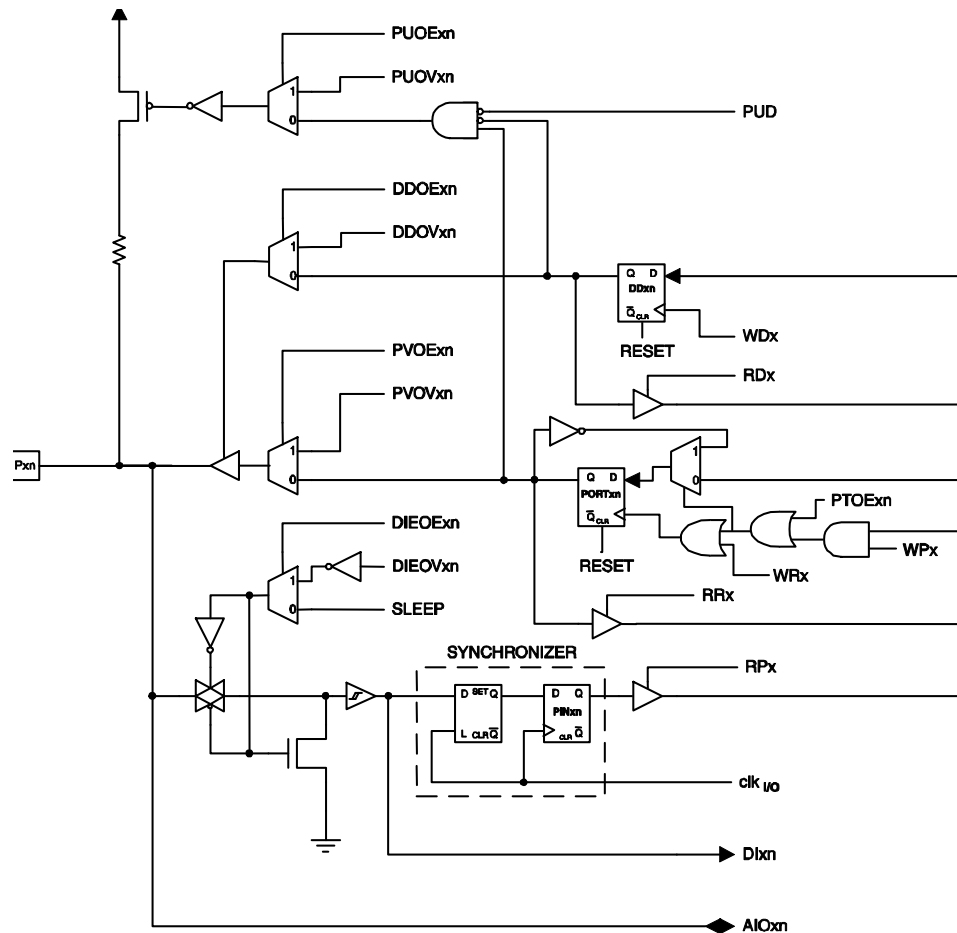 PUOExn
PUOVxn
1
0
PUD
DDOExn
DDOVxn
1
0
Q D
DDxn
Q CLR
WDx
RESET
RDx
PVOExn
PVOVxn
1
0
Pxn
1
0
Q D
PORTxn
Q CLR
PTOExn
DIEOExn
WPx
DIEOVxn
RESET
WRx
1
0
SLEEP
RRx
SYNCHRONIZER
RPx
D SET Q
D Q
PINxn
L CLR Q
CLR Q
clk I/O
DIxn
AIOxn